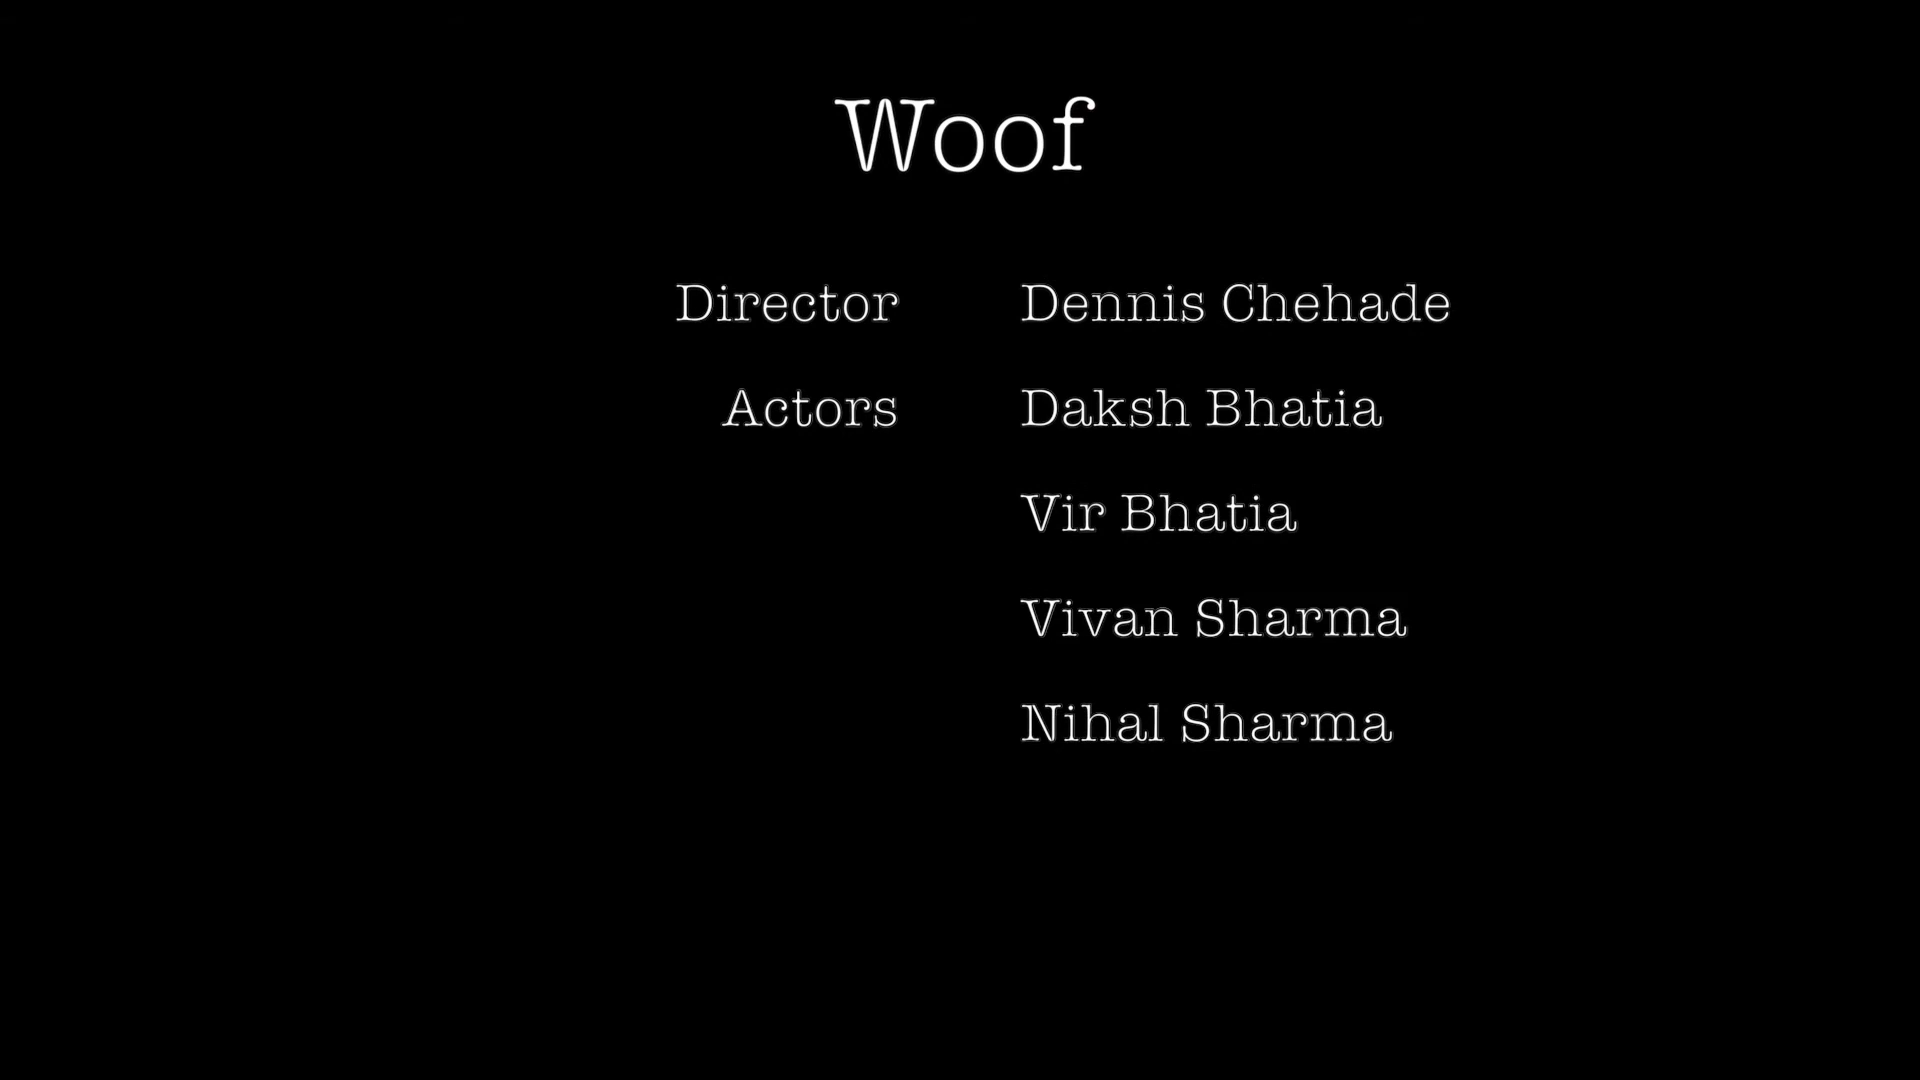 Woof
Director Dennis Chehade
Actors Daksh Bhatia
Vir Bhatia
Vivan Sharma
Nihal Sharma